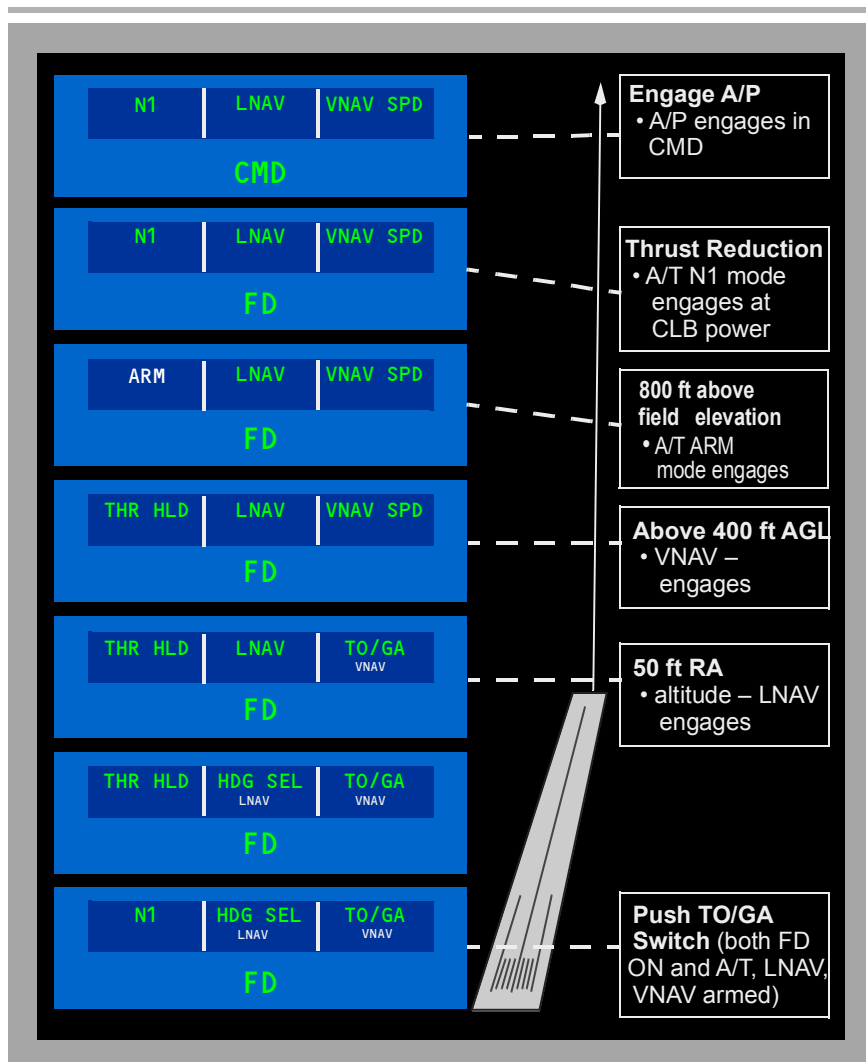 N1 LNAV VNAV SPD
CMD
Engage A/P
• A/P engages in
CMD
N1 LNAV VNAV SPD
FD
Thrust Reduction
• A/T N1 mode
engages at
CLB power
ARM LNAV VNAV SPD
FD
800 ft above
field elevation
• A/T ARM
mode engages
THR HLD LNAV VNAV SPD
FD
Above 400 ft AGL
• VNAV –
engages
THR HLD LNAV TO/GA
VNAV
FD
50 ft RA
• altitude – LNAV
engages
THR HLD HDG SEL TO/GA
LNAV VNAV
FD
N1 HDG SEL TO/GA
LNAV VNAV
FD
Push TO/GA
Switch (both FD
ON and A/T, LNAV,
VNAV armed)